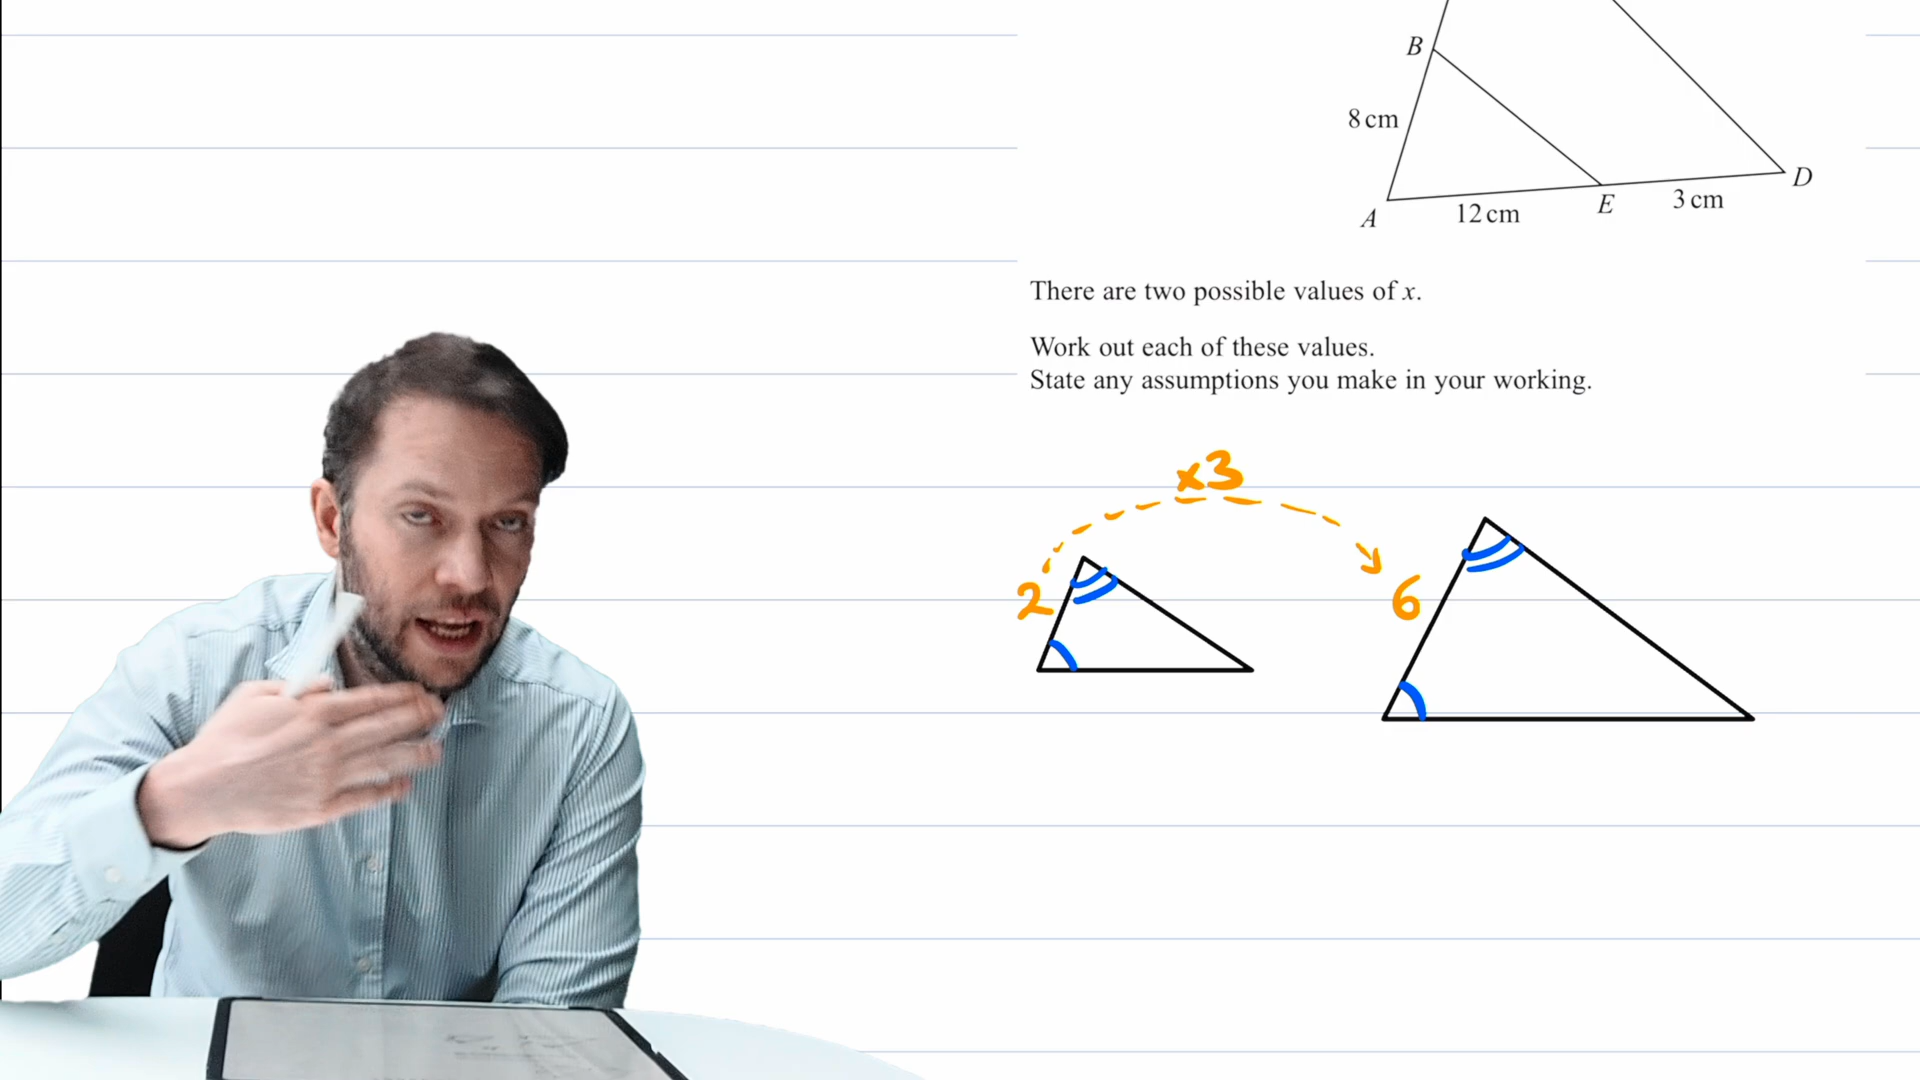 B
8 cm
D
A
12 cm
E
3 cm
There are two possible values of x.
Work out each of these values.
State any assumptions you make in your working.
x3
2
6